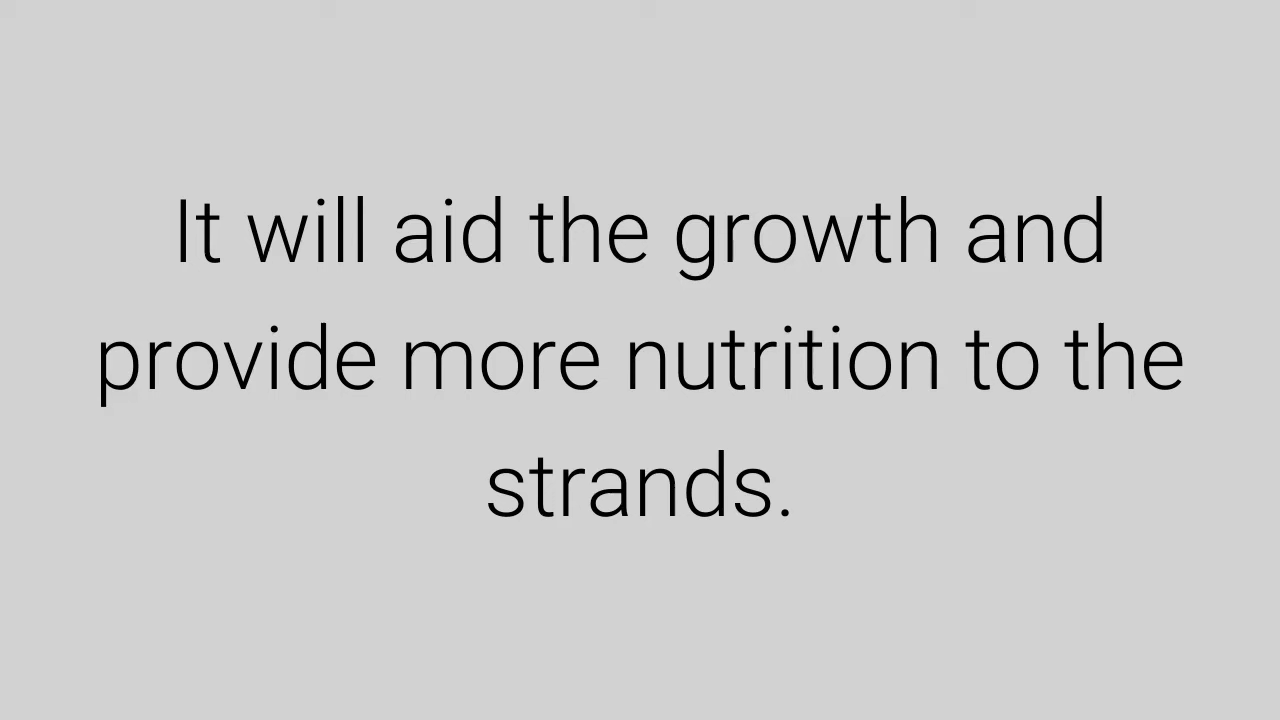 It will aid the growth and
provide more nutrition to the
strands.